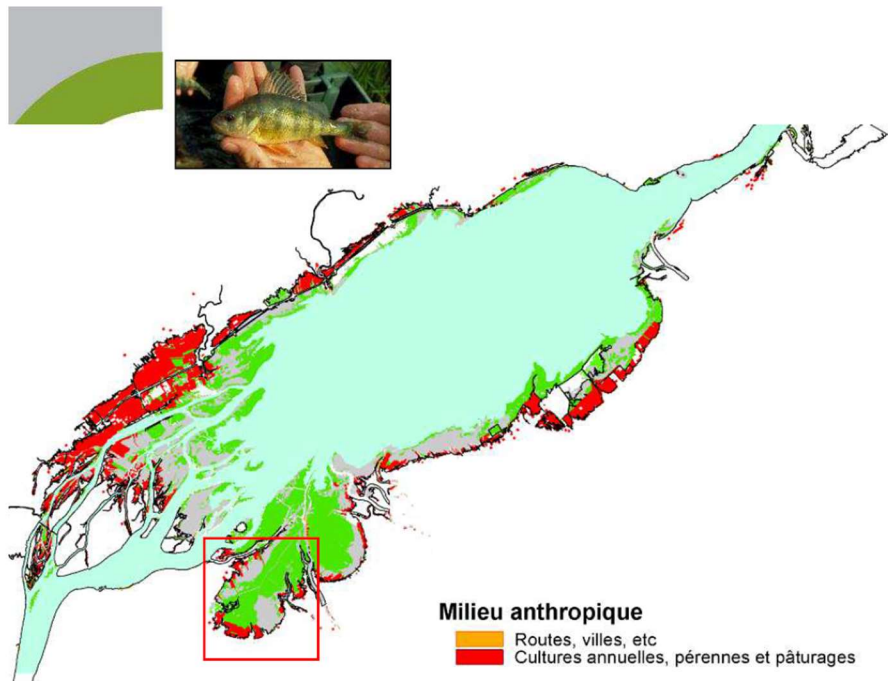 Milieu anthropique
Routes, villes, etc
Cultures annuelles, pérennes et pâturages